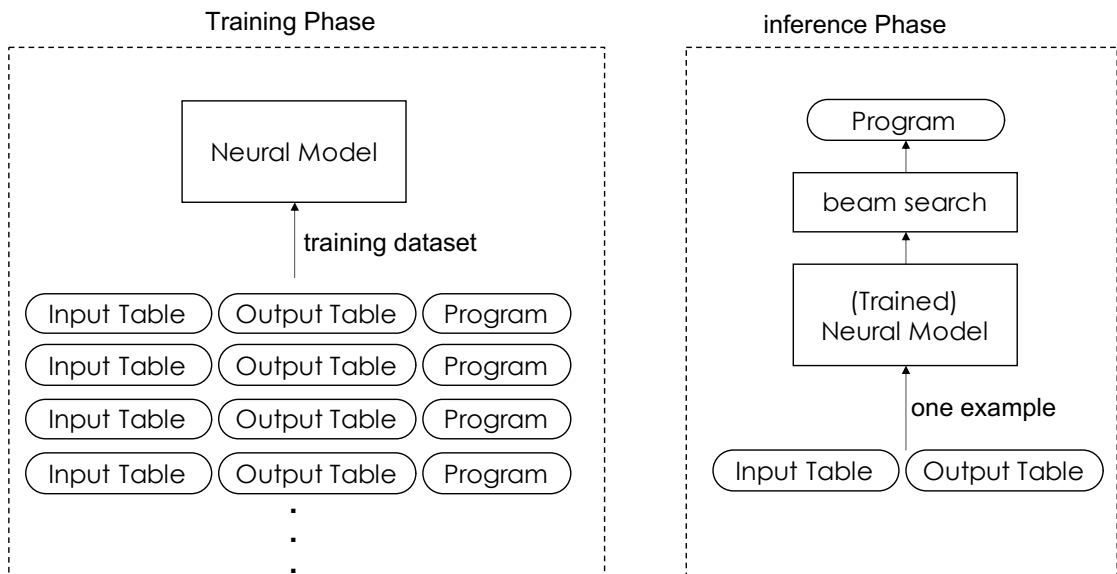 Training Phase
Neural Model
training dataset
Input Table Output Table Program
Input Table Output Table Program
Input Table Output Table Program
Input Table Output Table Program
.
.
.
inference Phase
Program
beam search
(Trained)
Neural Model
one example
Input Table Output Table